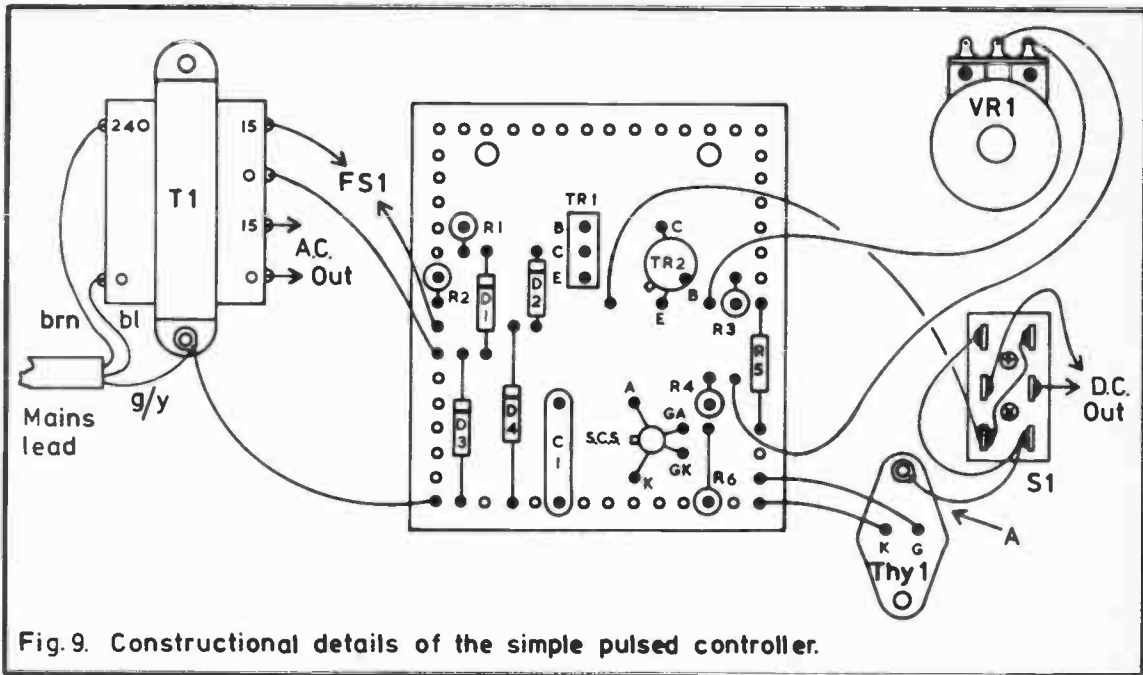 240
15
T1
15
A.C.
Out
brn
bl
g/y
Mains
lead
FS1
R1
R2
D1
D2
TR1
B
C
E
C
TR2
B
E
R3
R5
D3
D4
C1
A
GA
S.C.S.
GK
K
R4
R6
VR1
D.C.
Out
S1
A
K G
Thy 1
Fig. 9. Constructional details of the simple pulsed controller.